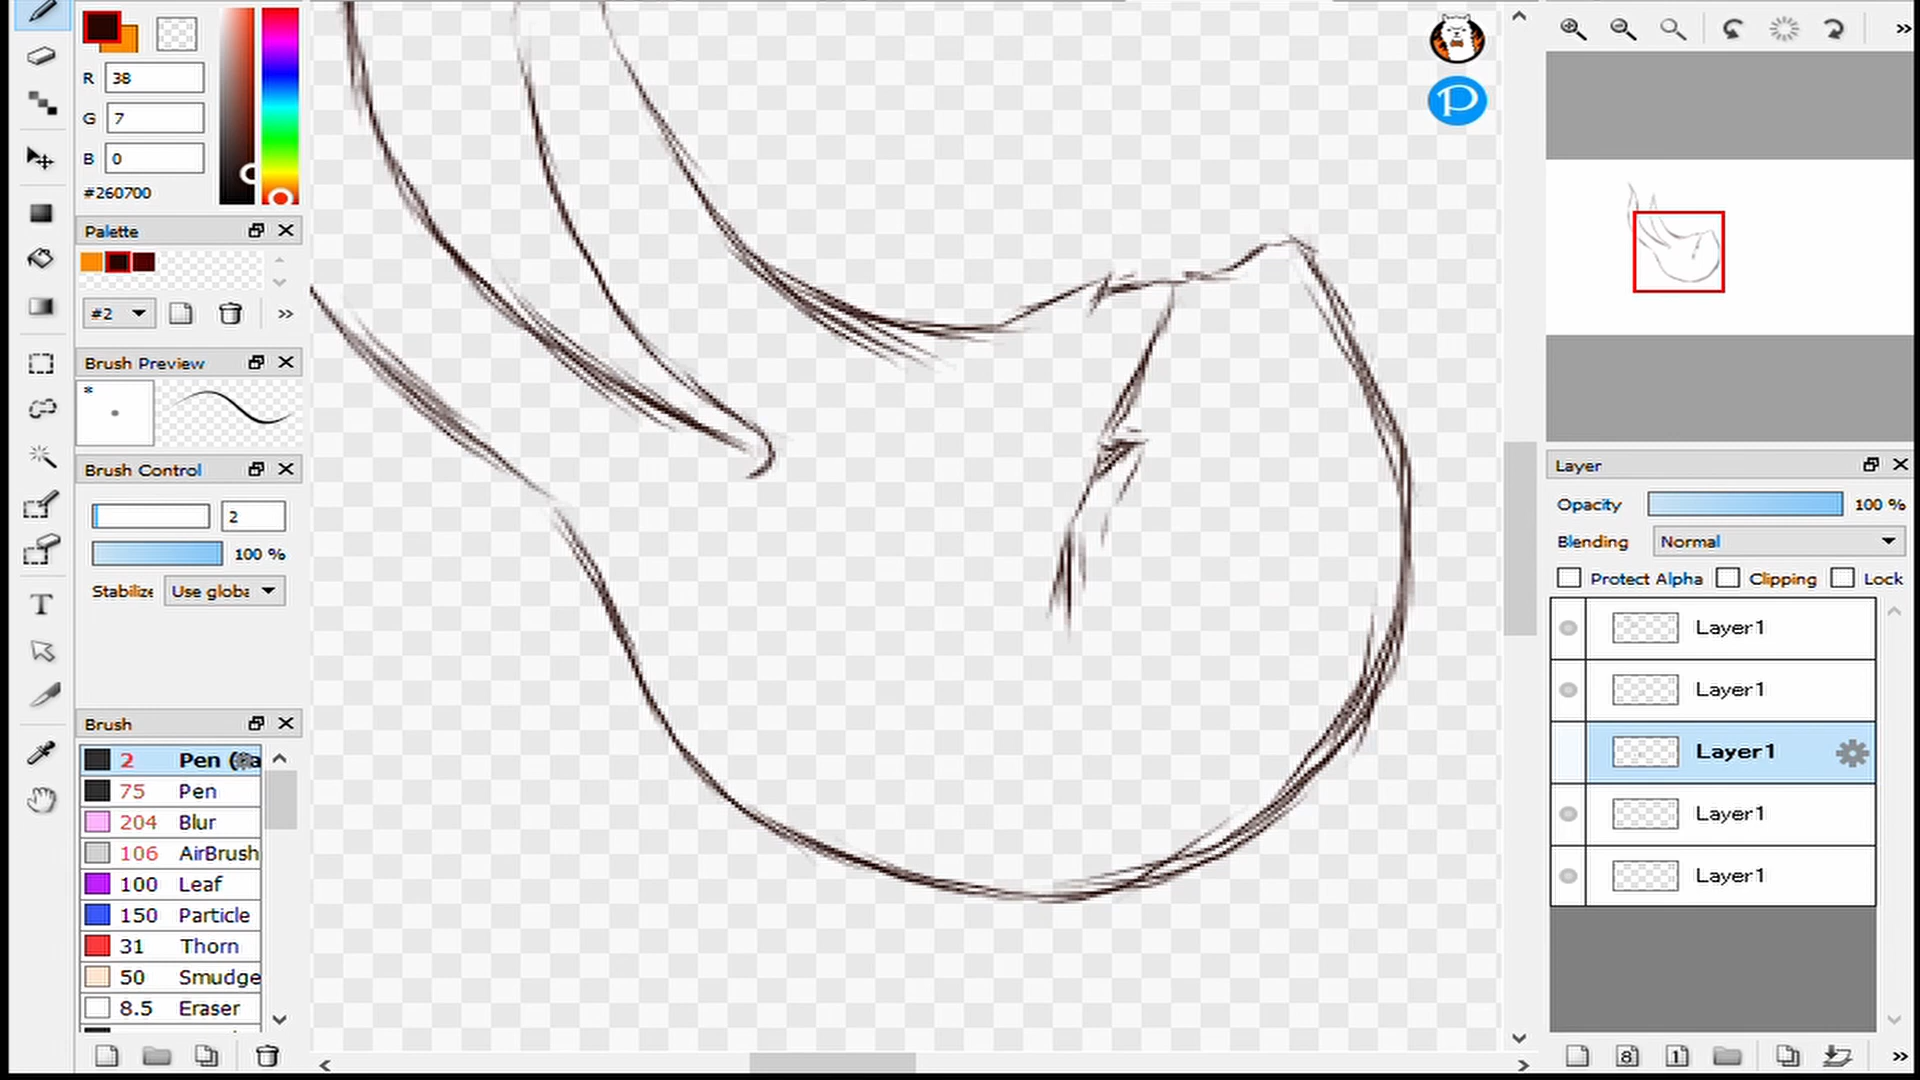 R 38
G 7
B 0
#260700
Palette
#2
Brush Preview
*
Brush Control
2
100 %
Stabilize Use globa
Brush
2 Pen (
75 Pen
204 Blur
106 AirBrush
100 Leaf
150 Particle
31 Thorn
50 Smudge
8.5 Eraser
T
P
Layer
Opacity 100 %
Blending Normal
Protect Alpha Clipping Lock
Layer1
Layer1
Layer1
Layer1
Layer1
8 1